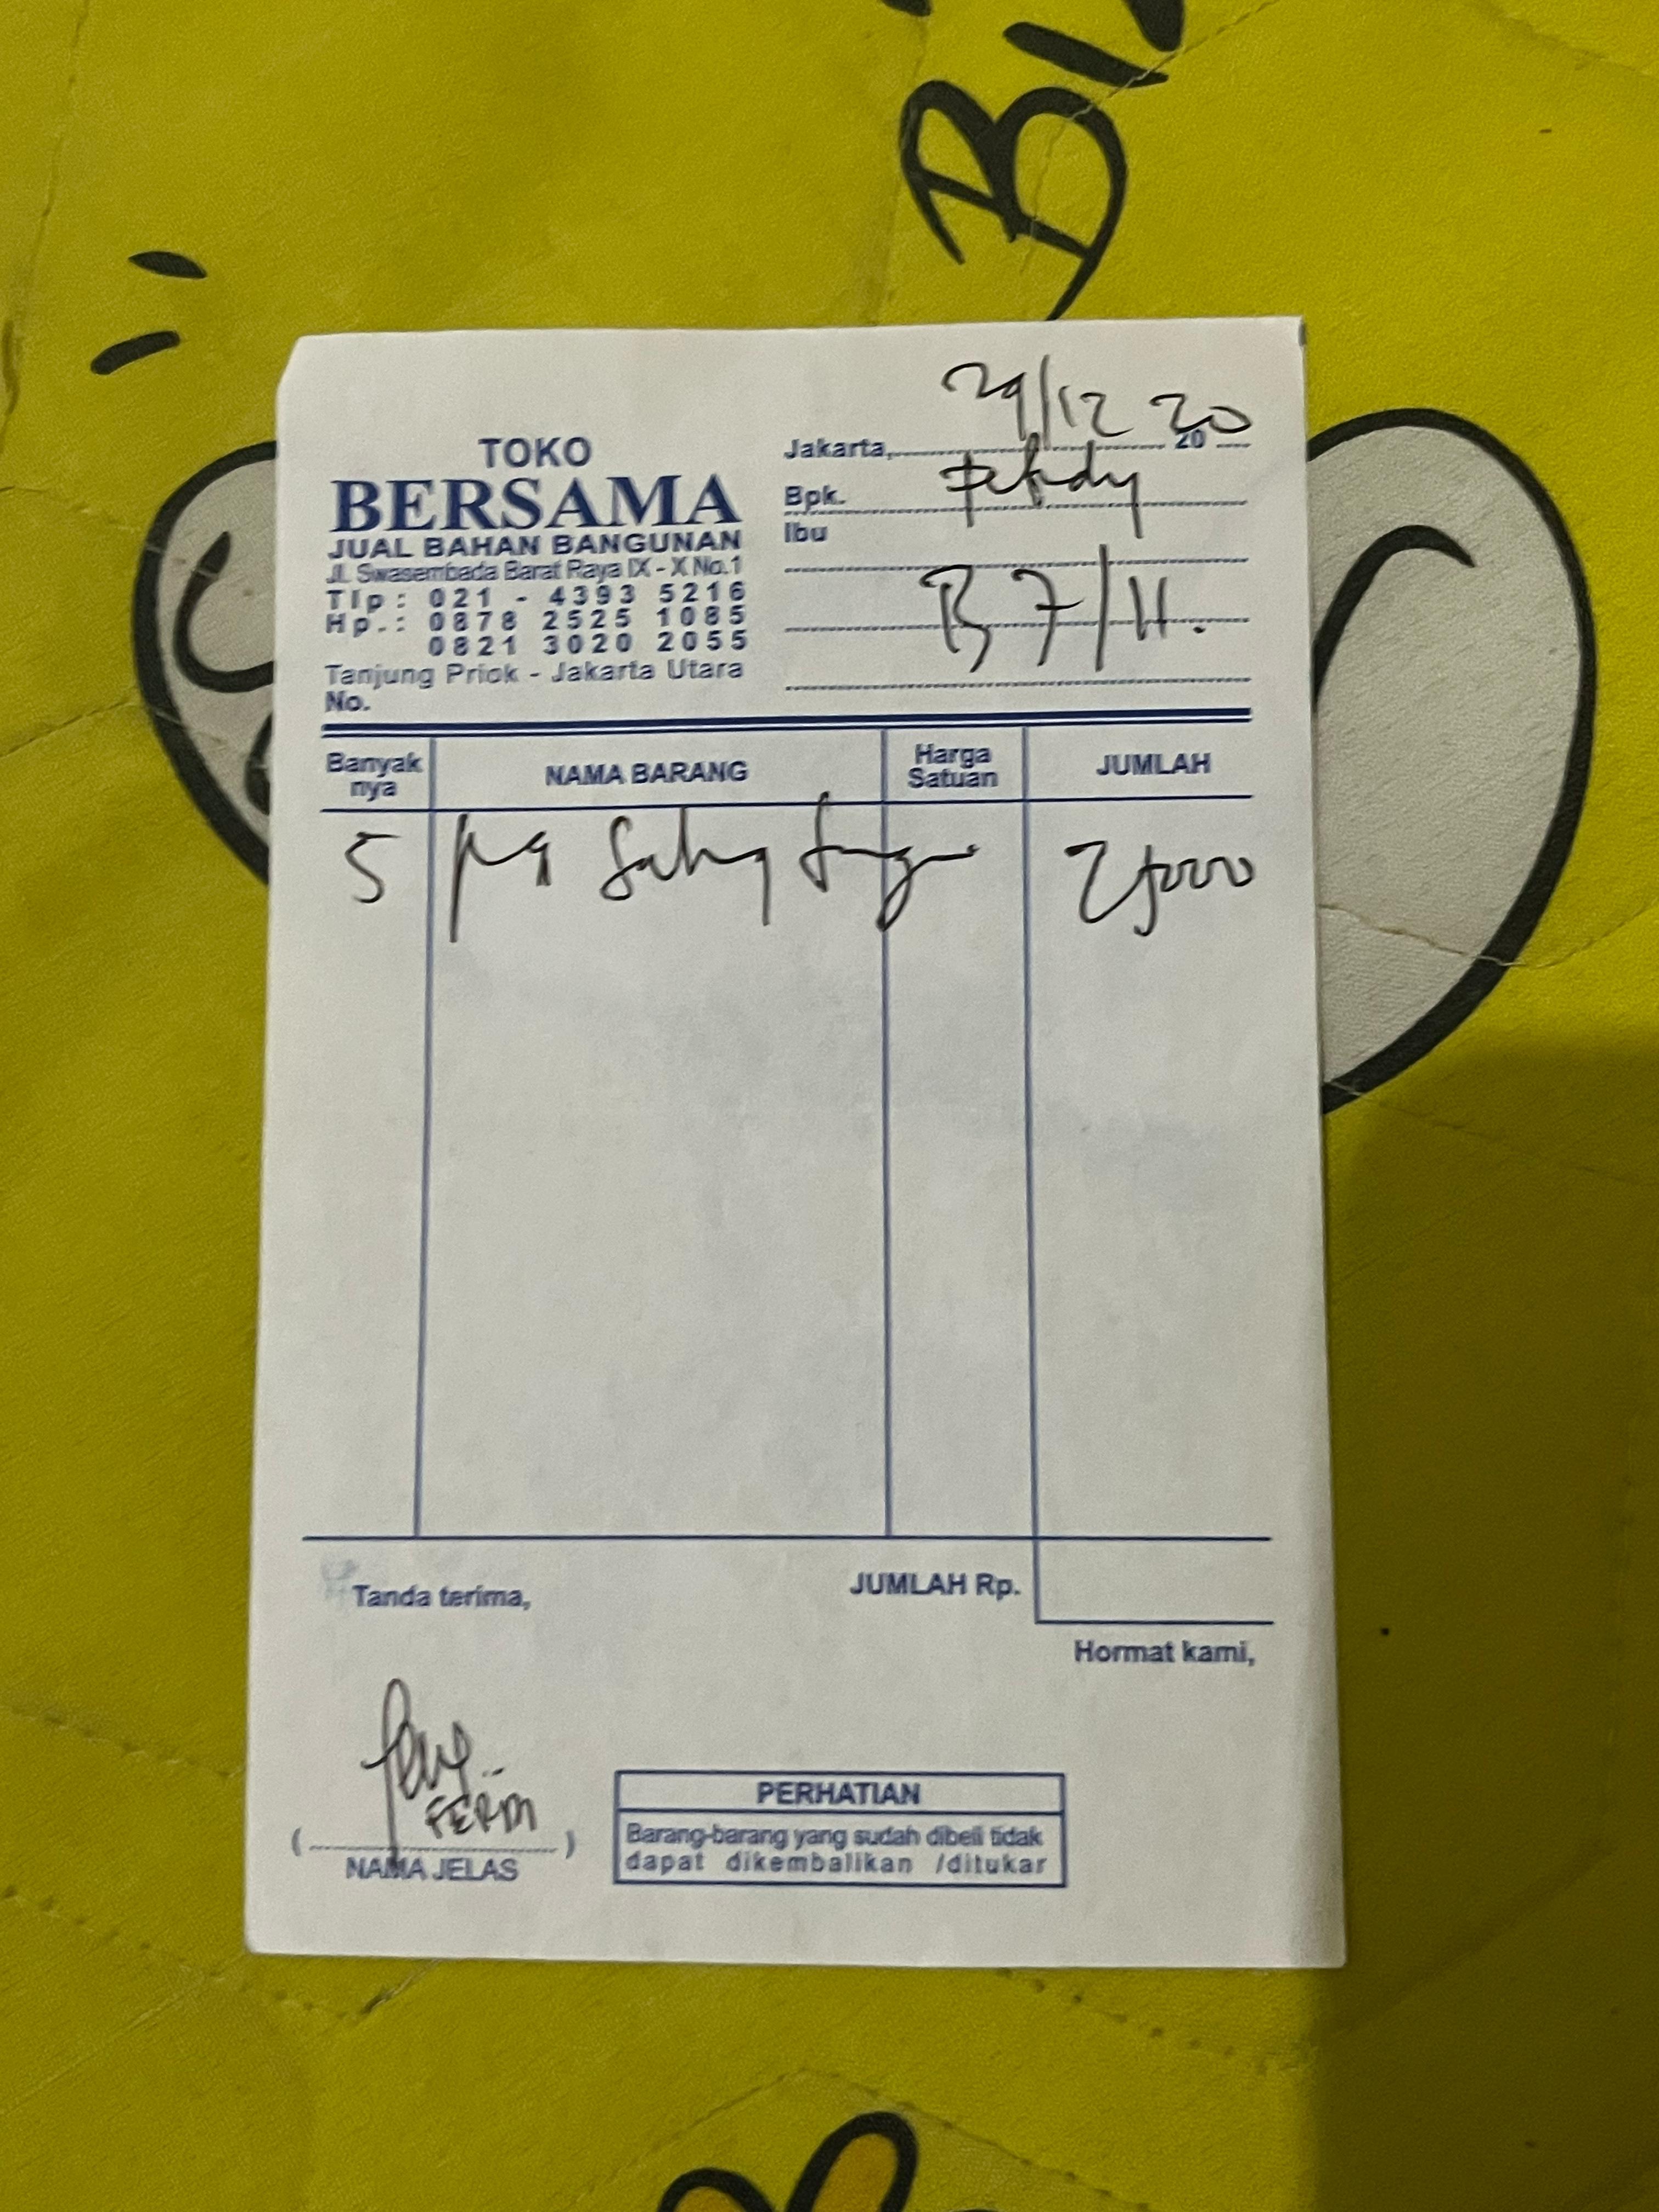 29/12 20
TOKO
BERSAMA
JUAL BAHAN BANGUNAN
Jl. Swasembada Barat Raya IX - X No.1
Tlp : 021 - 4393 5216
Hp. : 0878 2525 1085
0821 3020 2055
Tanjung Priok - Jakarta Utara
No.
Jakarta, 20
Bpk.
Ibu
B 7/H.
Banyak nya
NAMA BARANG
Harga Satuan
JUMLAH
5
25000
Tanda terima,
JUMLAH Rp.
Hormat kami,
FERDI
( )
NAMA JELAS
PERHATIAN
Barang-barang yang sudah dibeli tidak
dapat dikembalikan /ditukar